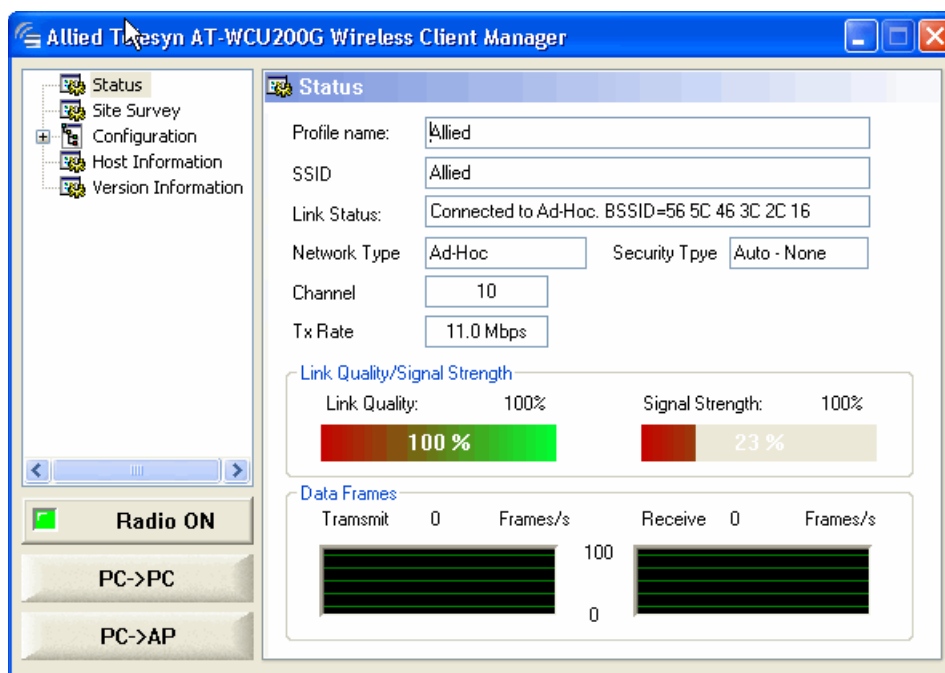 Allied Telesyn AT-WCU200G Wireless Client Manager
Status
Site Survey
Configuration
Host Information
Version Information
Radio ON
PC->PC
PC->AP
Status
Profile name: Allied
SSID Allied
Link Status: Connected to Ad-Hoc. BSSID=56 5C 46 3C 2C 16
Network Type Ad-Hoc Security Tpye Auto - None
Channel 10
Tx Rate 11.0 Mbps
Link Quality/Signal Strength
Link Quality: 100% Signal Strength: 100%
100 % 23 %
Data Frames
Tramsmit 0 Frames/s Receive 0 Frames/s
100
0